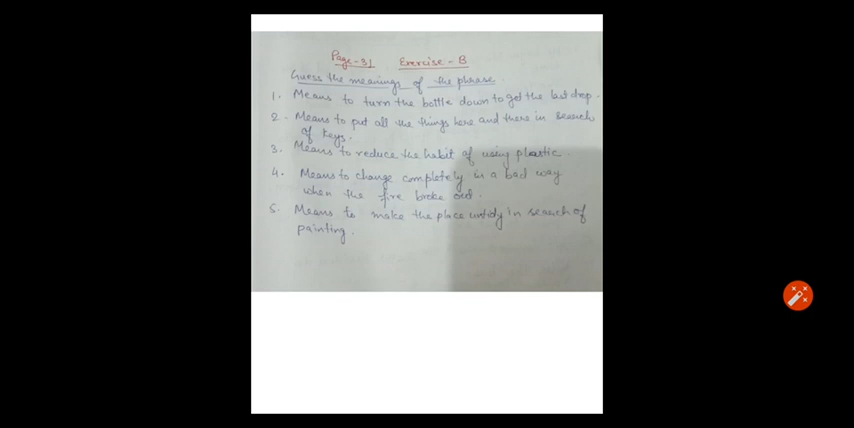 Page-31 Exercise - B
Guess the meanings of the phrase.
1. Means to turn the bottle down to get the last drop.
2. Means to put all the things here and there in search
of keys.
3. Means to reduce the habit of using plastic.
4. Means to change completely in a bad way
when the fire broke out.
5. Means to make the place untidy in search of
painting.